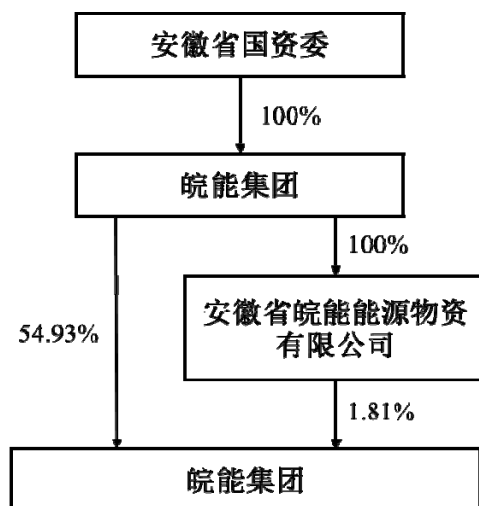 安徽省国资委
100%
皖能集团
100%
54.93%
安徽省皖能能源物资
有限公司
1.81%
皖能集团